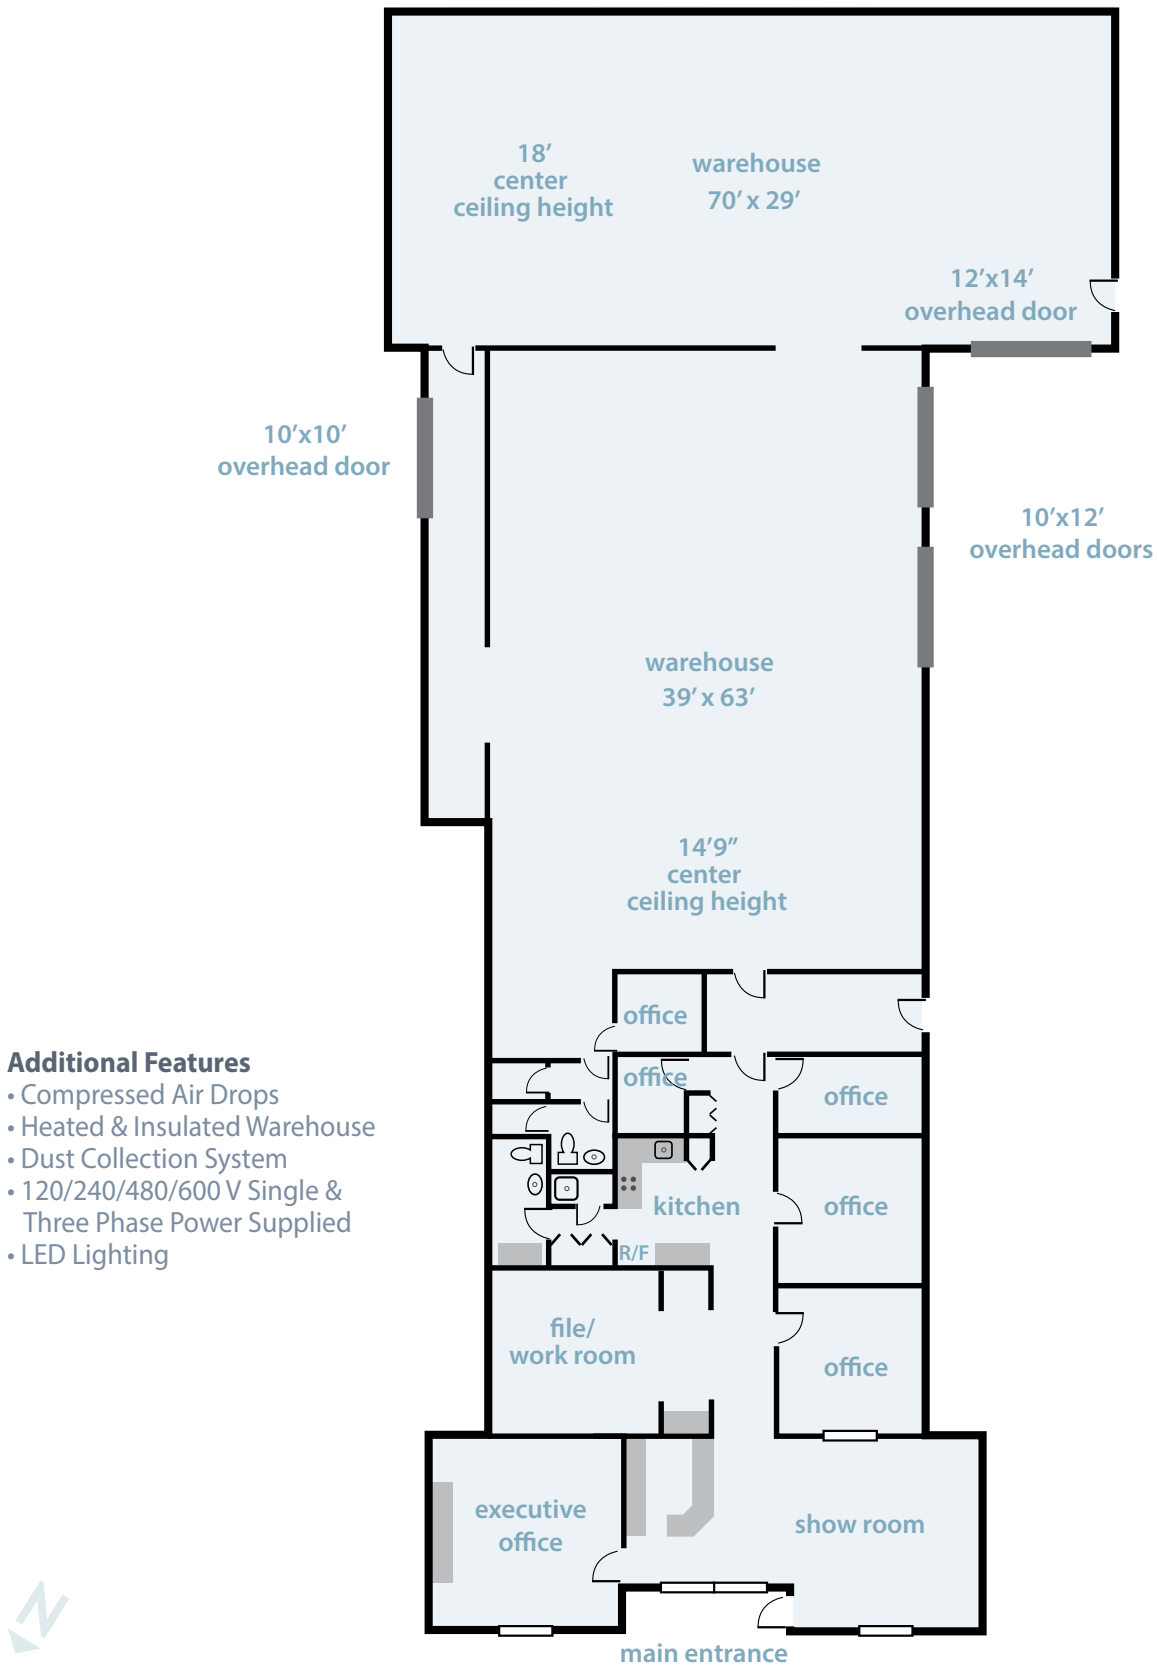 18’
center
ceiling height
warehouse
70’ x 29’
12’x14’
overhead door
10’x10’
overhead door
10’x12’
overhead doors
warehouse
39’ x 63’
14’9”
center
ceiling height
office
office
office
office
kitchen
R/F
file/
work room
office
executive
office
show room
main entrance
Additional Features
• Compressed Air Drops
• Heated & Insulated Warehouse
• Dust Collection System
• 120/240/480/600 V Single &
Three Phase Power Supplied
• LED Lighting
N